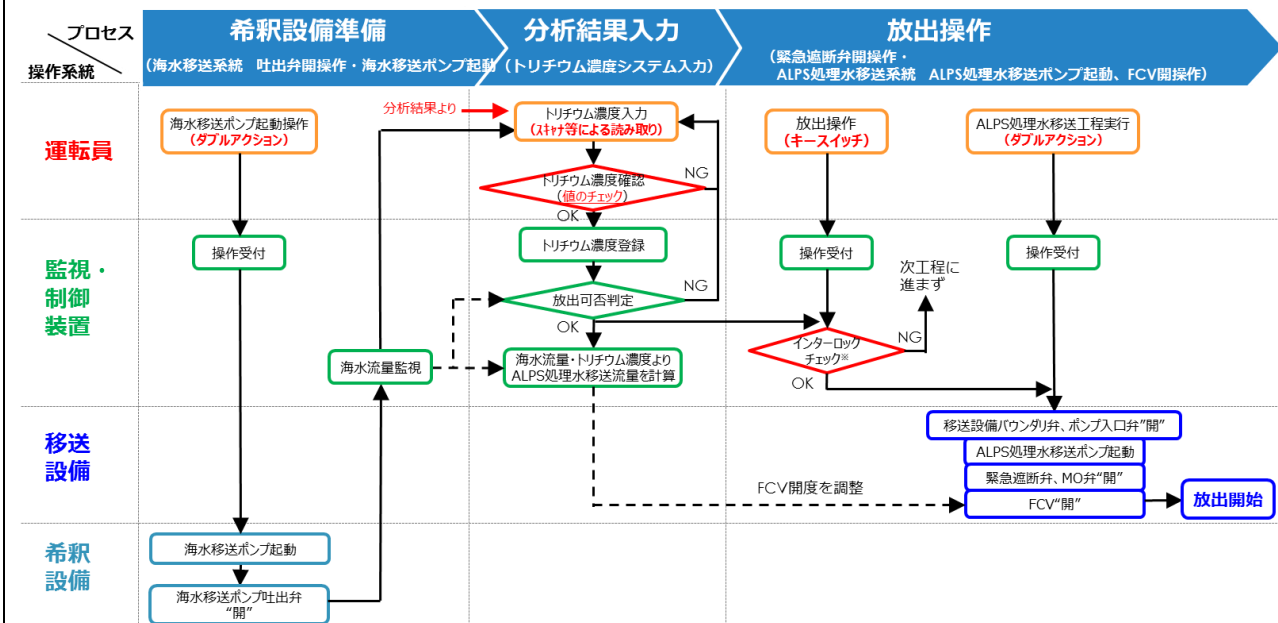 プロセス
操作系統
希釈設備準備
(海水移送系統 吐出弁開操作・海水移送ポンプ起動)
分析結果入力
(トリチウム濃度システム入力)
放出操作
(緊急遮断弁開操作・
ALPS処理水移送系統 ALPS処理水移送ポンプ起動、FCV開操作)
運転員
海水移送ポンプ起動操作
(ダブルアクション)
分析結果より
トリチウム濃度入力
(スキャナ等による読み取り)
トリチウム濃度確認
(値のチェック)
NG
OK
放出操作
(キースイッチ)
ALPS処理水移送工程実行
(ダブルアクション)
監視・
制御
装置
操作受付
トリチウム濃度登録
放出可否判定
NG
OK
海水流量監視
海水流量・トリチウム濃度より
ALPS処理水移送流量を計算
操作受付
インターロック
チェック※
NG
OK
次工程に
進まず
操作受付
移送
設備
移送設備バウンダリ弁、ポンプ入口弁”開”
ALPS処理水移送ポンプ起動
緊急遮断弁、MO弁“開”
FCV“開”
FCV開度を調整
放出開始
希釈
設備
海水移送ポンプ起動
海水移送ポンプ吐出弁
“開”